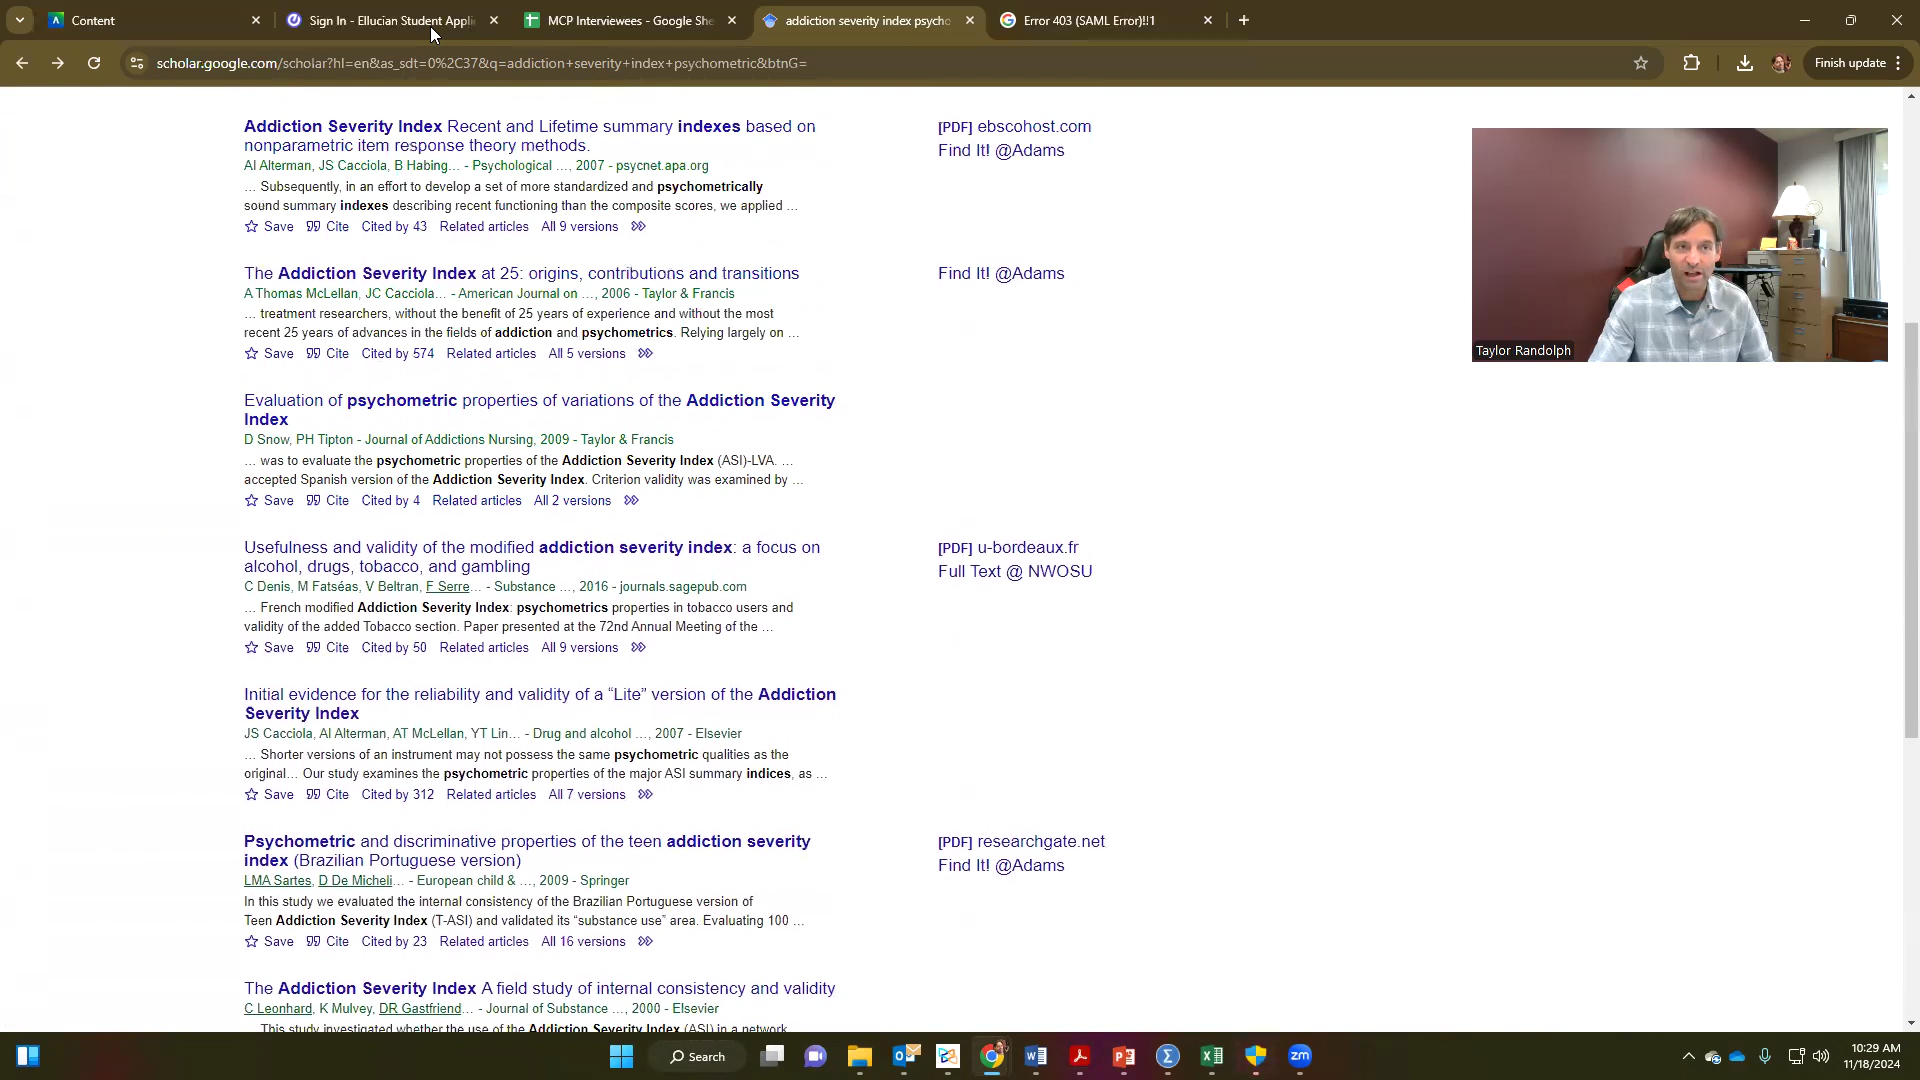 Content
Sign In - Ellucian Student Appli
MCP Interviewees - Google She
addiction severity index psycho
Error 403 (SAML Error)!!1
scholar.google.com/scholar?hl=en&as_sdt=0%2C37&q=addiction+severity+index+psychometric&btnG=
Finish update
Addiction Severity Index Recent and Lifetime summary indexes based on
nonparametric item response theory methods.
AI Alterman, JS Cacciola, B Habing… - Psychological …, 2007 - psycnet.apa.org
… Subsequently, in an effort to develop a set of more standardized and psychometrically
sound summary indexes describing recent functioning than the composite scores, we applied …
Save Cite Cited by 43 Related articles All 9 versions
[PDF] ebscohost.com
Find It! @Adams
The Addiction Severity Index at 25: origins, contributions and transitions
A Thomas McLellan, JC Cacciola… - American Journal on …, 2006 - Taylor & Francis
… treatment researchers, without the benefit of 25 years of experience and without the most
recent 25 years of advances in the fields of addiction and psychometrics. Relying largely on …
Save Cite Cited by 574 Related articles All 5 versions
Find It! @Adams
Evaluation of psychometric properties of variations of the Addiction Severity
Index
D Snow, PH Tipton - Journal of Addictions Nursing, 2009 - Taylor & Francis
… was to evaluate the psychometric properties of the Addiction Severity Index (ASI)-LVA. …
accepted Spanish version of the Addiction Severity Index. Criterion validity was examined by …
Save Cite Cited by 4 Related articles All 2 versions
Usefulness and validity of the modified addiction severity index: a focus on
alcohol, drugs, tobacco, and gambling
C Denis, M Fatséas, V Beltran, F Serre… - Substance …, 2016 - journals.sagepub.com
… French modified Addiction Severity Index: psychometrics properties in tobacco users and
validity of the added Tobacco section. Paper presented at the 72nd Annual Meeting of the …
Save Cite Cited by 50 Related articles All 9 versions
[PDF] u-bordeaux.fr
Full Text @ NWOSU
Initial evidence for the reliability and validity of a “Lite” version of the Addiction
Severity Index
JS Cacciola, AI Alterman, AT McLellan, YT Lin… - Drug and alcohol …, 2007 - Elsevier
… Shorter versions of an instrument may not possess the same psychometric qualities as the
original… Our study examines the psychometric properties of the major ASI summary indices, as …
Save Cite Cited by 312 Related articles All 7 versions
Psychometric and discriminative properties of the teen addiction severity
index (Brazilian Portuguese version)
LMA Sartes, D De Micheli… - European child & …, 2009 - Springer
In this study we evaluated the internal consistency of the Brazilian Portuguese version of
Teen Addiction Severity Index (T-ASI) and validated its “substance use” area. Evaluating 100 …
Save Cite Cited by 23 Related articles All 16 versions
[PDF] researchgate.net
Find It! @Adams
The Addiction Severity Index A field study of internal consistency and validity
C Leonhard, K Mulvey, DR Gastfriend… - Journal of Substance …, 2000 - Elsevier
This study investigated whether the use of the Addiction Severity Index (ASI) in a network
Taylor Randolph
Search
zm
10:29 AM
11/18/2024